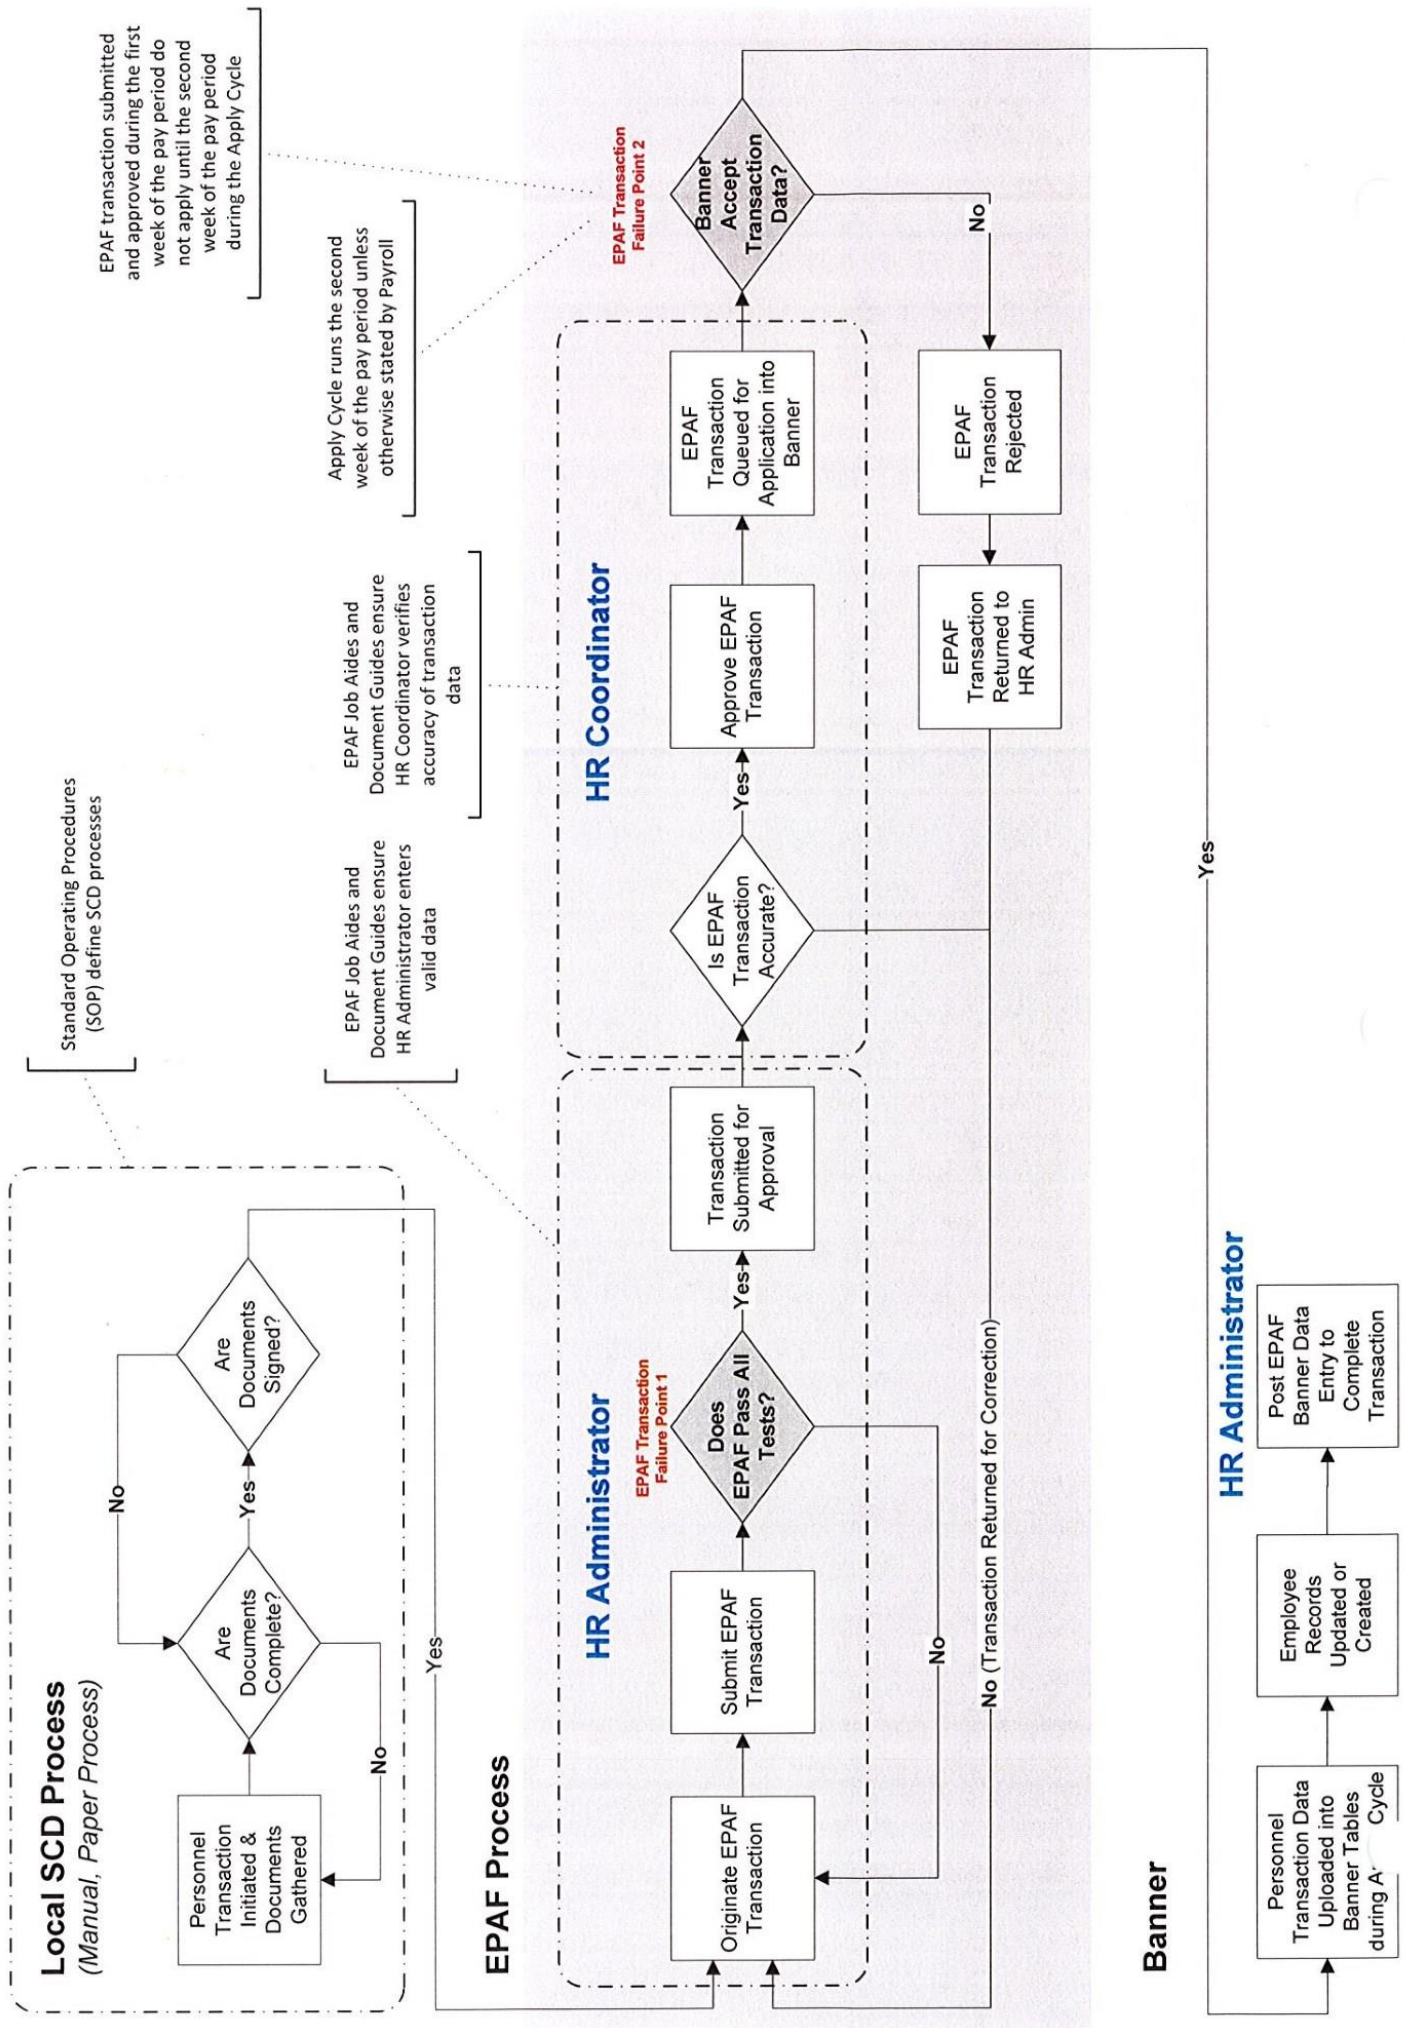 Local SCD Process
(Manual, Paper Process)
Personnel
Transaction
Initiated &
Documents
Gathered
Are
Documents
Complete?
No
Yes
Are
Documents
Signed?
No
Yes
Standard Operating Procedures
(SOP) define SCD processes
EPAF Job Aides and
Document Guides ensure
HR Administrator enters
valid data
EPAF Job Aides and
Document Guides ensure
HR Coordinator verifies
accuracy of transaction
data
Apply Cycle runs the second
week of the pay period unless
otherwise stated by Payroll
EPAF transaction submitted
and approved during the first
week of the pay period do
not apply until the second
week of the pay period
during the Apply Cycle
EPAF Process
HR Administrator
Originate EPAF
Transaction
Submit EPAF
Transaction
EPAF Transaction
Failure Point 1
Does
EPAF Pass All
Tests?
No
Yes
Transaction
Submitted for
Approval
HR Coordinator
Is EPAF
Transaction
Accurate?
Yes
Approve EPAF
Transaction
EPAF
Transaction
Queued for
Application into
Banner
EPAF Transaction
Failure Point 2
Banner
Accept
Transaction
Data?
No
EPAF
Transaction
Rejected
EPAF
Transaction
Returned to
HR Admin
No (Transaction Returned for Correction)
Yes
Banner
Personnel
Transaction Data
Uploaded into
Banner Tables
during Cycle
Employee
Records
Updated or
Created
HR Administrator
Post EPAF
Banner Data
Entry to
Complete
Transaction